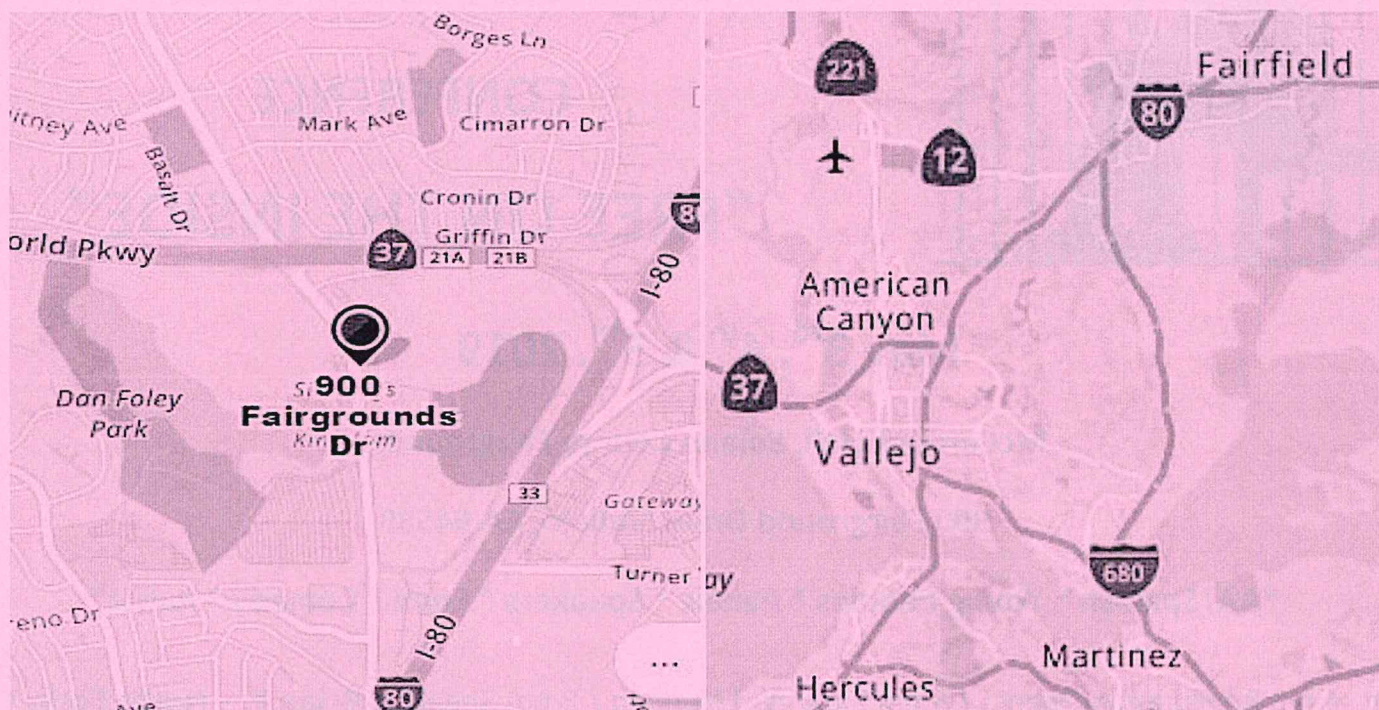 Borges Ln
itney Ave
Mark Ave
Cimarron Dr
Basalt Dr
Cronin Dr
Griffin Dr
orld Pkwy
37
21A
21B
I-80
900
Fairgrounds
Dr
Dan Foley
Park
33
Gateway
Turner
ay
eno Dr
I-80
80
...
Ave
221
Fairfield
80
12
American
Canyon
37
Vallejo
680
Martinez
Hercules